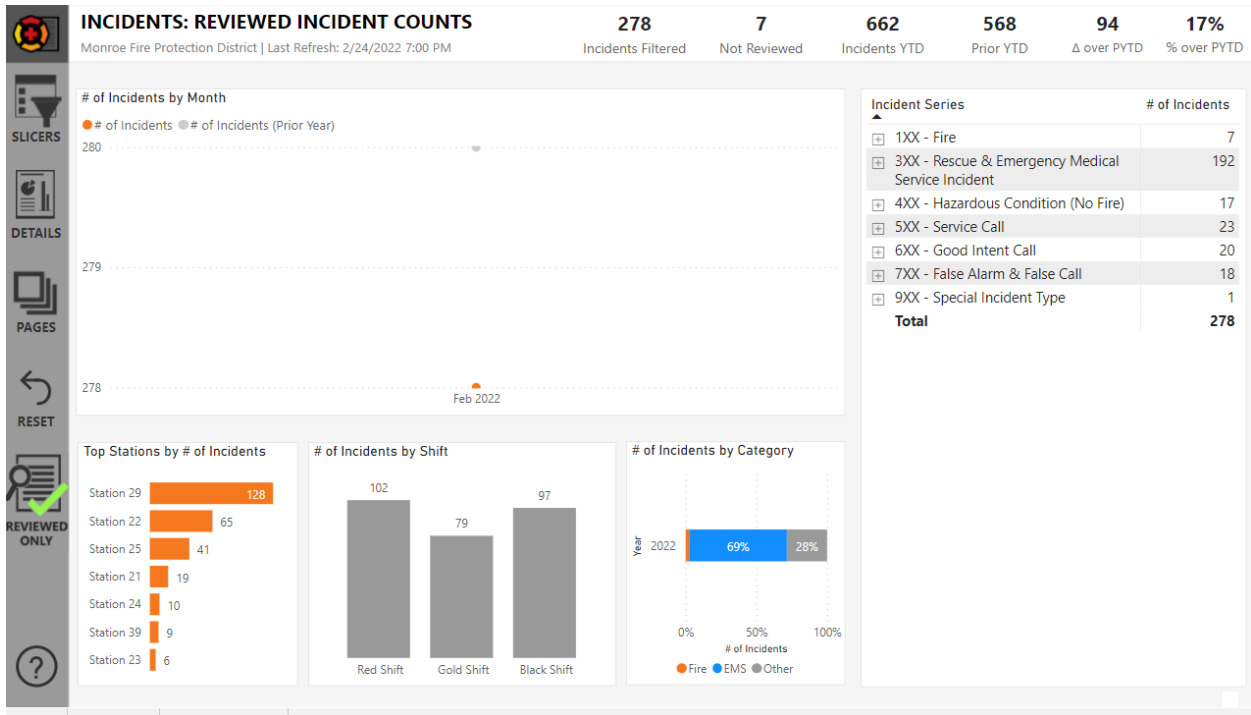 INCIDENTS: REVIEWED INCIDENT COUNTS
Monroe Fire Protection District | Last Refresh: 2/24/2022 7:00 PM
278
Incidents Filtered
7
Not Reviewed
662
Incidents YTD
568
Prior YTD
94
Δ over PYTD
17%
% over PYTD
SLICERS
DETAILS
PAGES
RESET
REVIEWED
ONLY
?
# of Incidents by Month
# of Incidents # of Incidents (Prior Year)
280
279
278
Feb 2022
Incident Series # of Incidents
1XX - Fire 7
3XX - Rescue & Emergency Medical 192
Service Incident
4XX - Hazardous Condition (No Fire) 17
5XX - Service Call 23
6XX - Good Intent Call 20
7XX - False Alarm & False Call 18
9XX - Special Incident Type 1
Total 278
Top Stations by # of Incidents
Station 29 128
Station 22 65
Station 25 41
Station 21 19
Station 24 10
Station 39 9
Station 23 6
# of Incidents by Shift
102
79
97
Red Shift Gold Shift Black Shift
# of Incidents by Category
Year
2022 69% 28%
0% 50% 100%
# of Incidents
Fire EMS Other